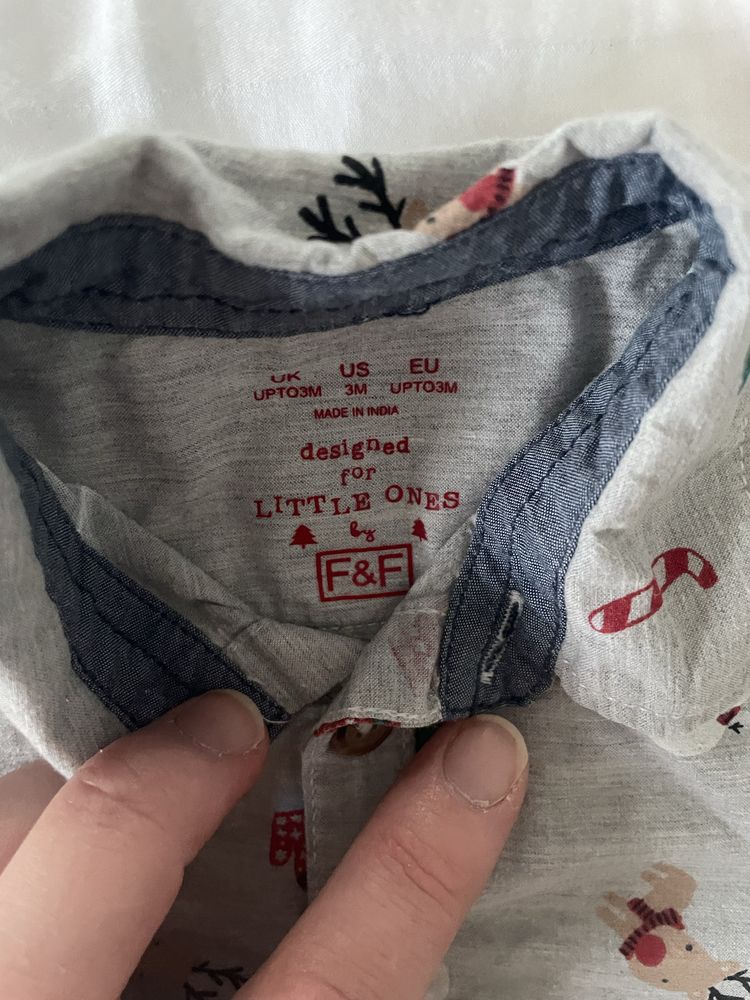 UK US EU
UPTO3M 3M UPTO3M
MADE IN INDIA
designed
for
LITTLE ONES
by
F&F